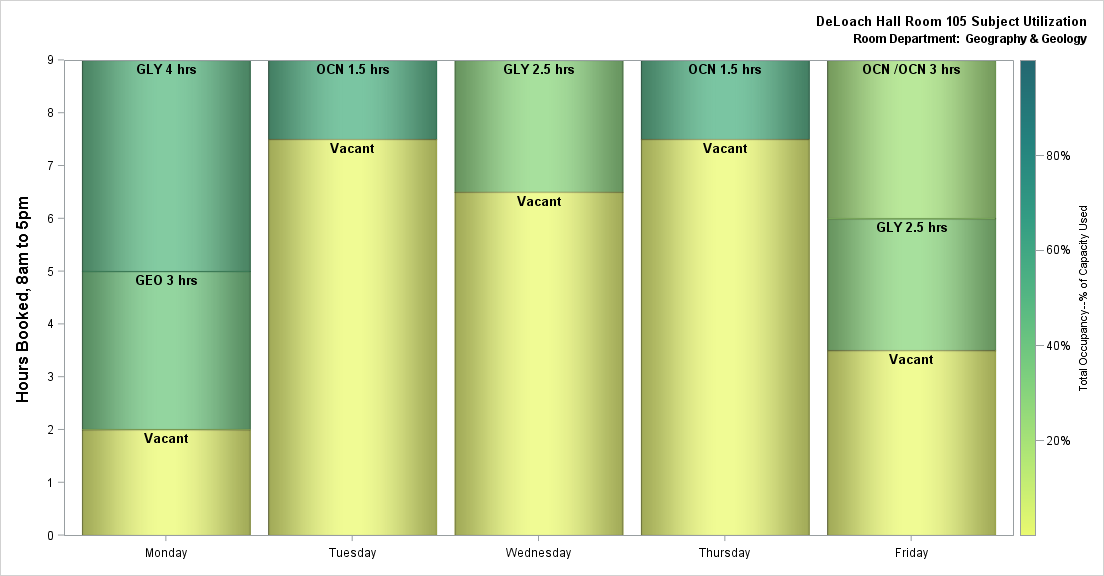 DeLoach Hall Room 105 Subject Utilization
Room Department: Geography & Geology
Hours Booked, 8am to 5pm
9
8
7
6
5
4
3
2
1
0
GLY 4 hrs
GEO 3 hrs
Vacant
OCN 1.5 hrs
Vacant
GLY 2.5 hrs
Vacant
OCN 1.5 hrs
Vacant
OCN /OCN 3 hrs
GLY 2.5 hrs
Vacant
Monday
Tuesday
Wednesday
Thursday
Friday
80%
60%
40%
20%
Total Occupancy--% of Capacity Used